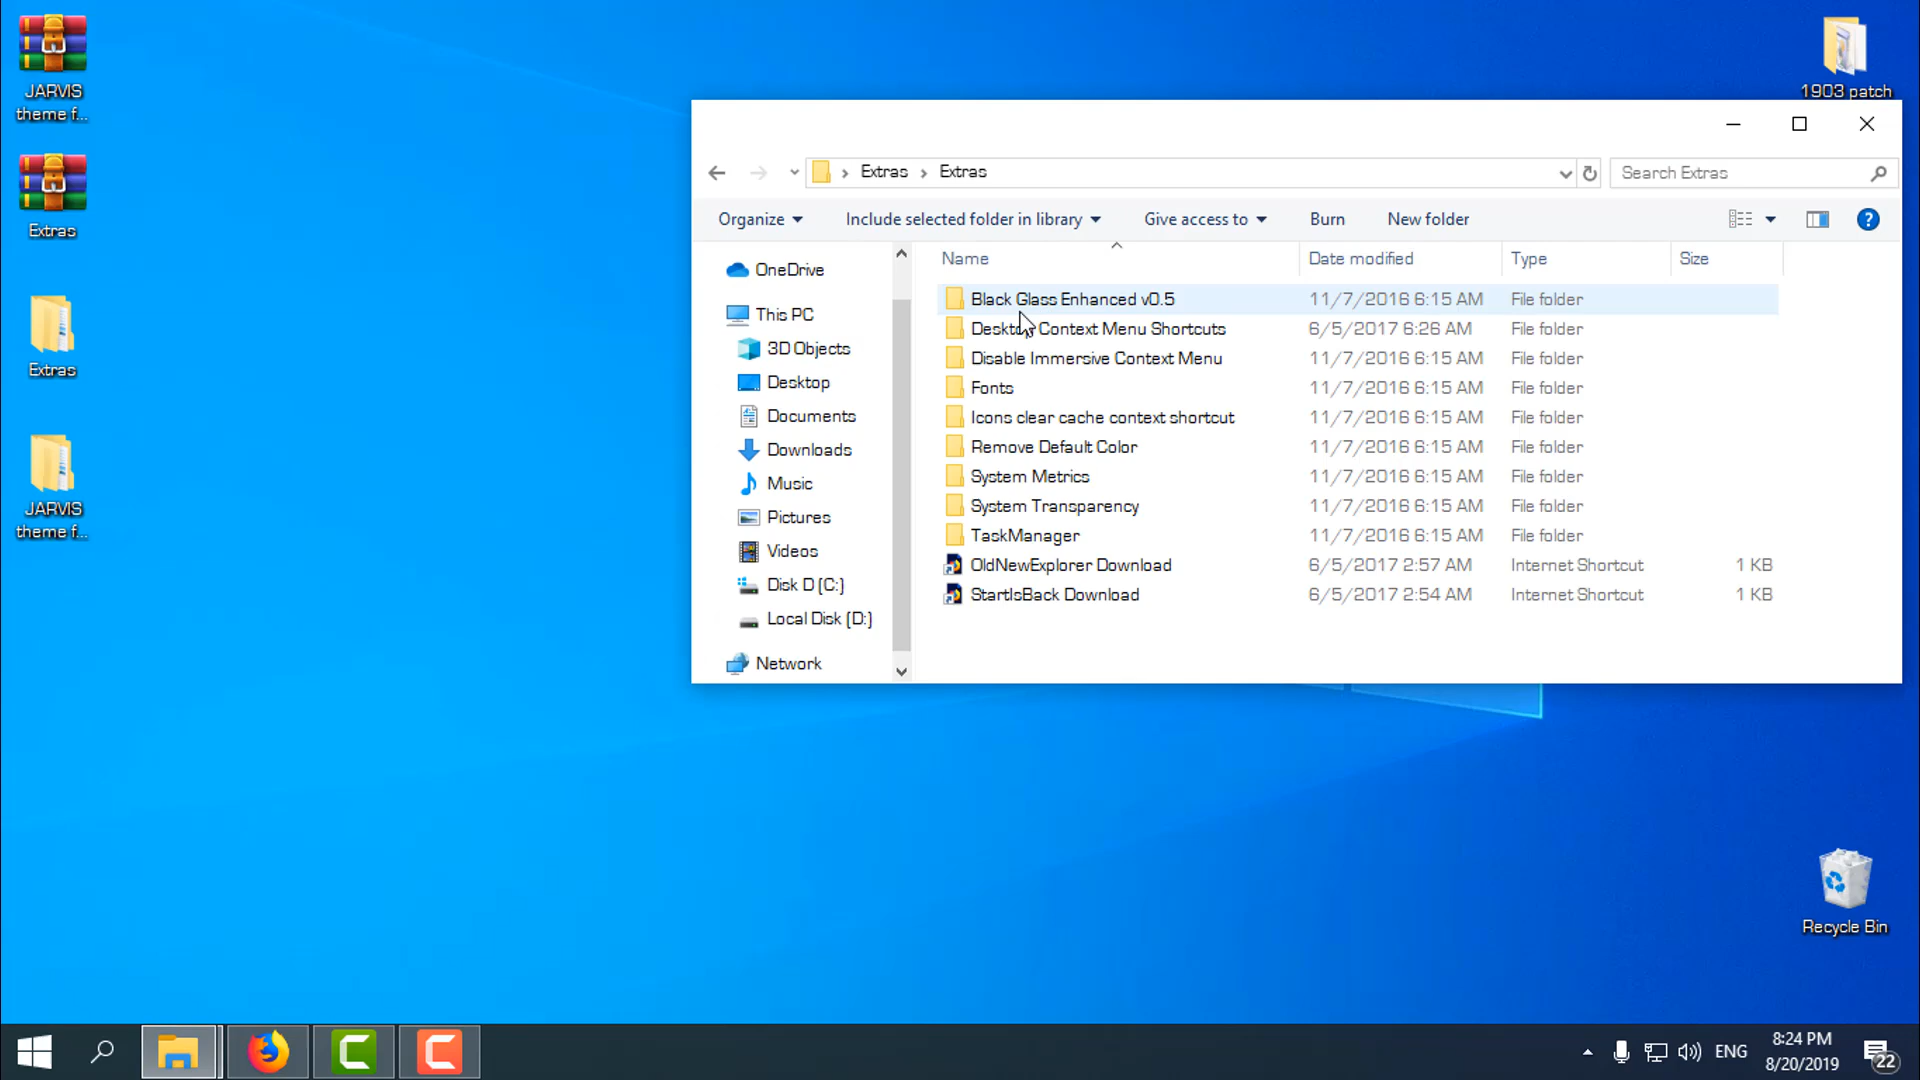 JARVIS
theme f...
Extras
Extras
JARVIS
theme f...
1903 patch
Extras Extras
Search Extras
Organize Include selected folder in library Give access to Burn New folder
OneDrive
This PC
3D Objects
Desktop
Documents
Downloads
Music
Pictures
Videos
Disk D (C:)
Local Disk (D:)
Network
Name Date modified Type Size
Black Glass Enhanced v0.5 11/7/2016 6:15 AM File folder
Desktop Context Menu Shortcuts 6/5/2017 6:26 AM File folder
Disable Immersive Context Menu 11/7/2016 6:15 AM File folder
Fonts 11/7/2016 6:15 AM File folder
Icons clear cache context shortcut 11/7/2016 6:15 AM File folder
Remove Default Color 11/7/2016 6:15 AM File folder
System Metrics 11/7/2016 6:15 AM File folder
System Transparency 11/7/2016 6:15 AM File folder
TaskManager 11/7/2016 6:15 AM File folder
OldNewExplorer Download 6/5/2017 2:57 AM Internet Shortcut 1 KB
StartIsBack Download 6/5/2017 2:54 AM Internet Shortcut 1 KB
Recycle Bin
ENG
8:24 PM
8/20/2019
22